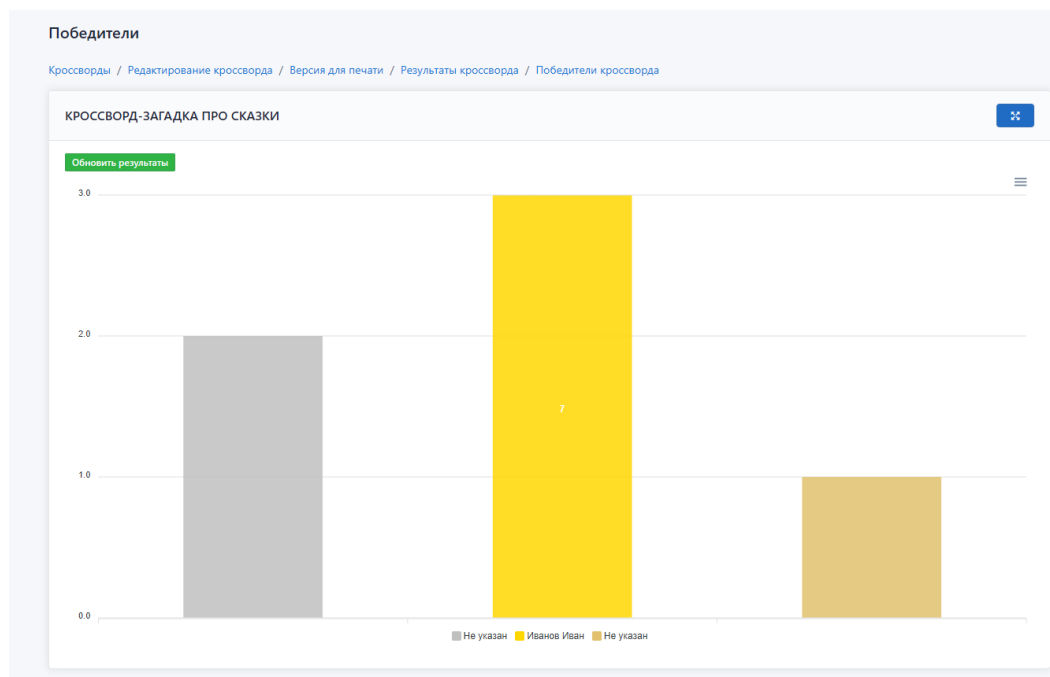 Победители
Кроссворды / Редактирование кроссворда / Версия для печати / Результаты кроссворда / Победители кроссворда
КРОССВОРД-ЗАГАДКА ПРО СКАЗКИ
Обновить результаты
3.0
2.0
7
1.0
0.0
Не указан Иванов Иван Не указан